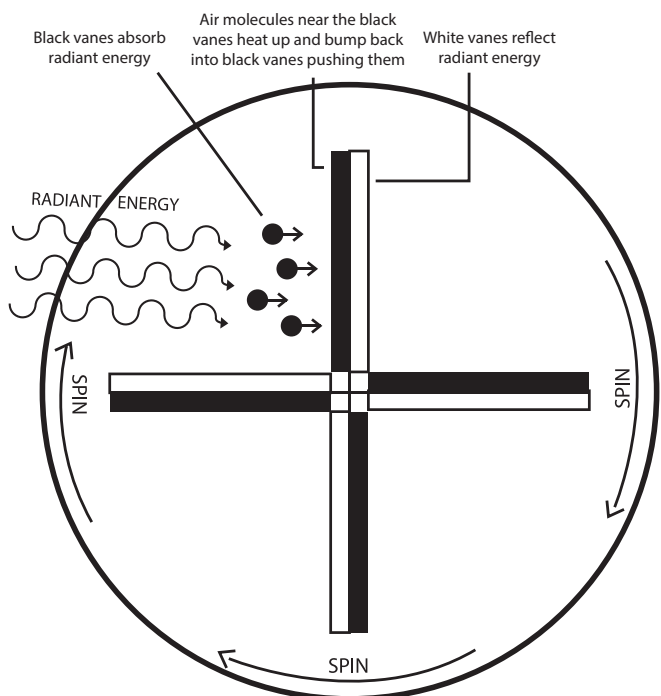 Black vanes absorb
radiant energy
Air molecules near the black
vanes heat up and bump back
into black vanes pushing them
White vanes reflect
radiant energy
RADIANT ENERGY
SPIN
SPIN
SPIN